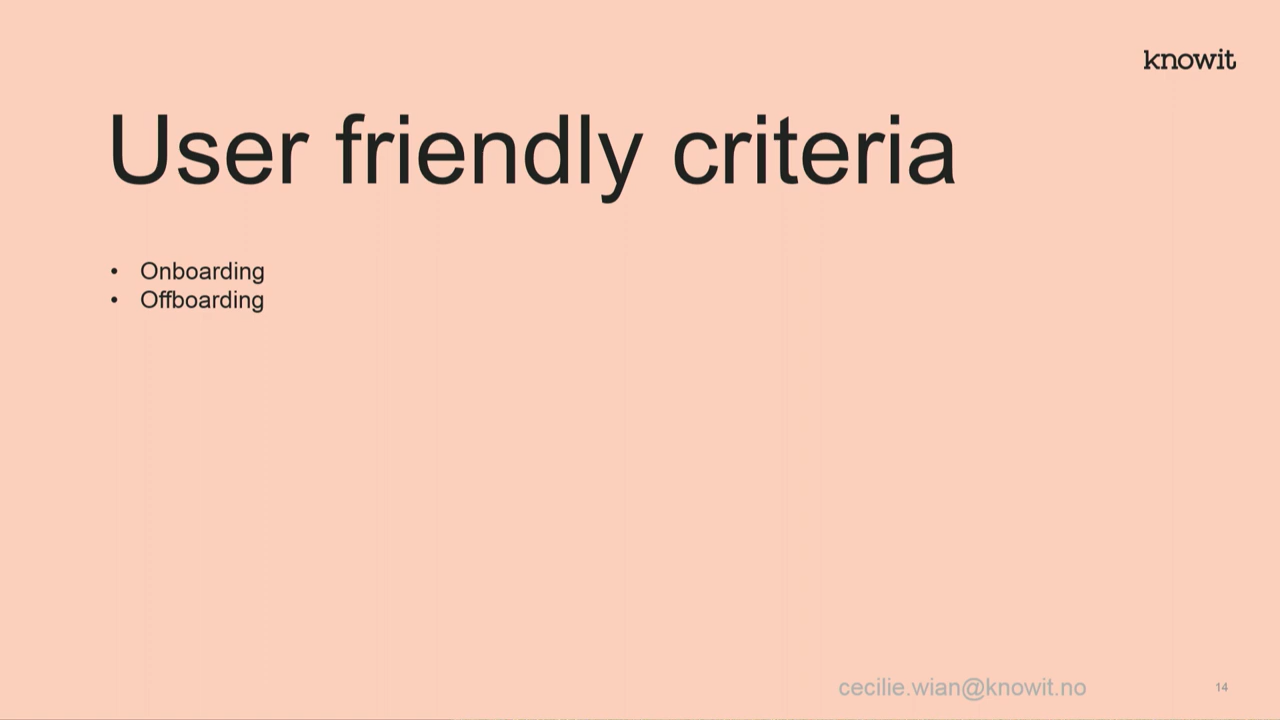 knowit
User friendly criteria
• Onboarding
• Offboarding
cecilie.wian@knowit.no
14